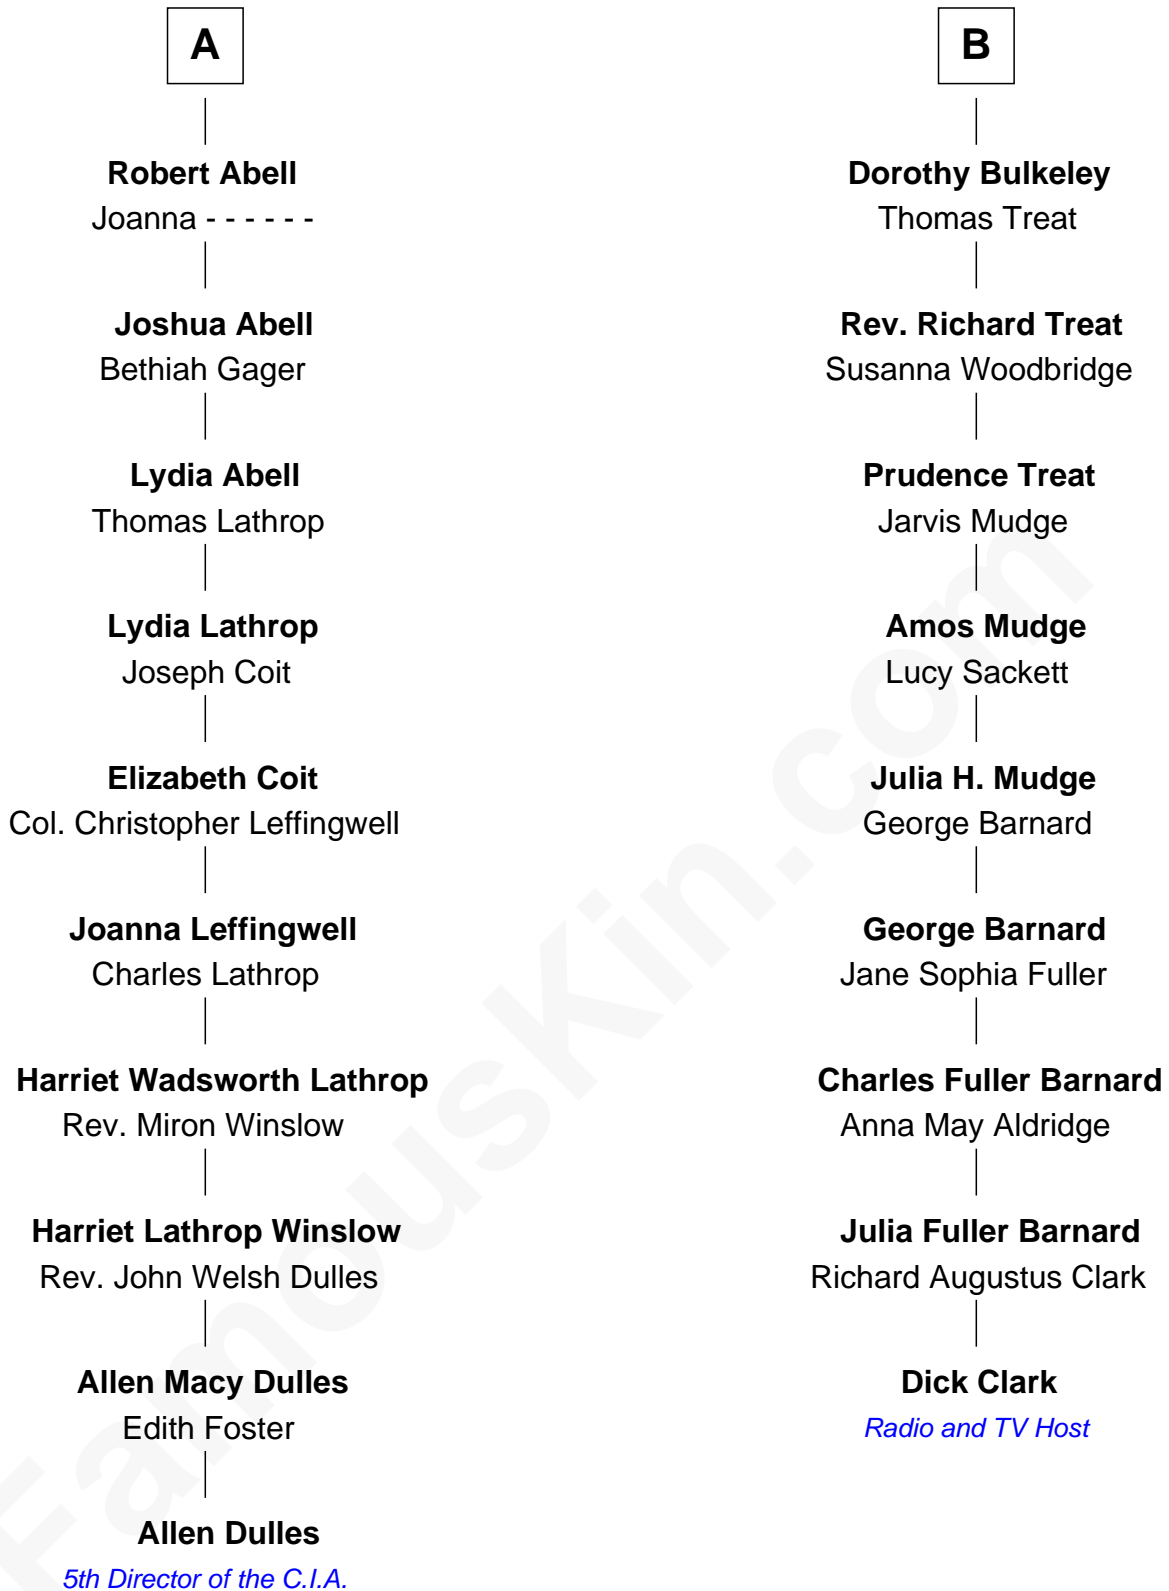 A
Robert Abell
Joanna - - - - - -
Joshua Abell
Bethiah Gager
Lydia Abell
Thomas Lathrop
Lydia Lathrop
Joseph Coit
Elizabeth Coit
Col. Christopher Leffingwell
Joanna Leffingwell
Charles Lathrop
Harriet Wadsworth Lathrop
Rev. Miron Winslow
Harriet Lathrop Winslow
Rev. John Welsh Dulles
Allen Macy Dulles
Edith Foster
Allen Dulles
5th Director of the C.I.A.
B
Dorothy Bulkeley
Thomas Treat
Rev. Richard Treat
Susanna Woodbridge
Prudence Treat
Jarvis Mudge
Amos Mudge
Lucy Sackett
Julia H. Mudge
George Barnard
George Barnard
Jane Sophia Fuller
Charles Fuller Barnard
Anna May Aldridge
Julia Fuller Barnard
Richard Augustus Clark
Dick Clark
Radio and TV Host
FamousKin.com